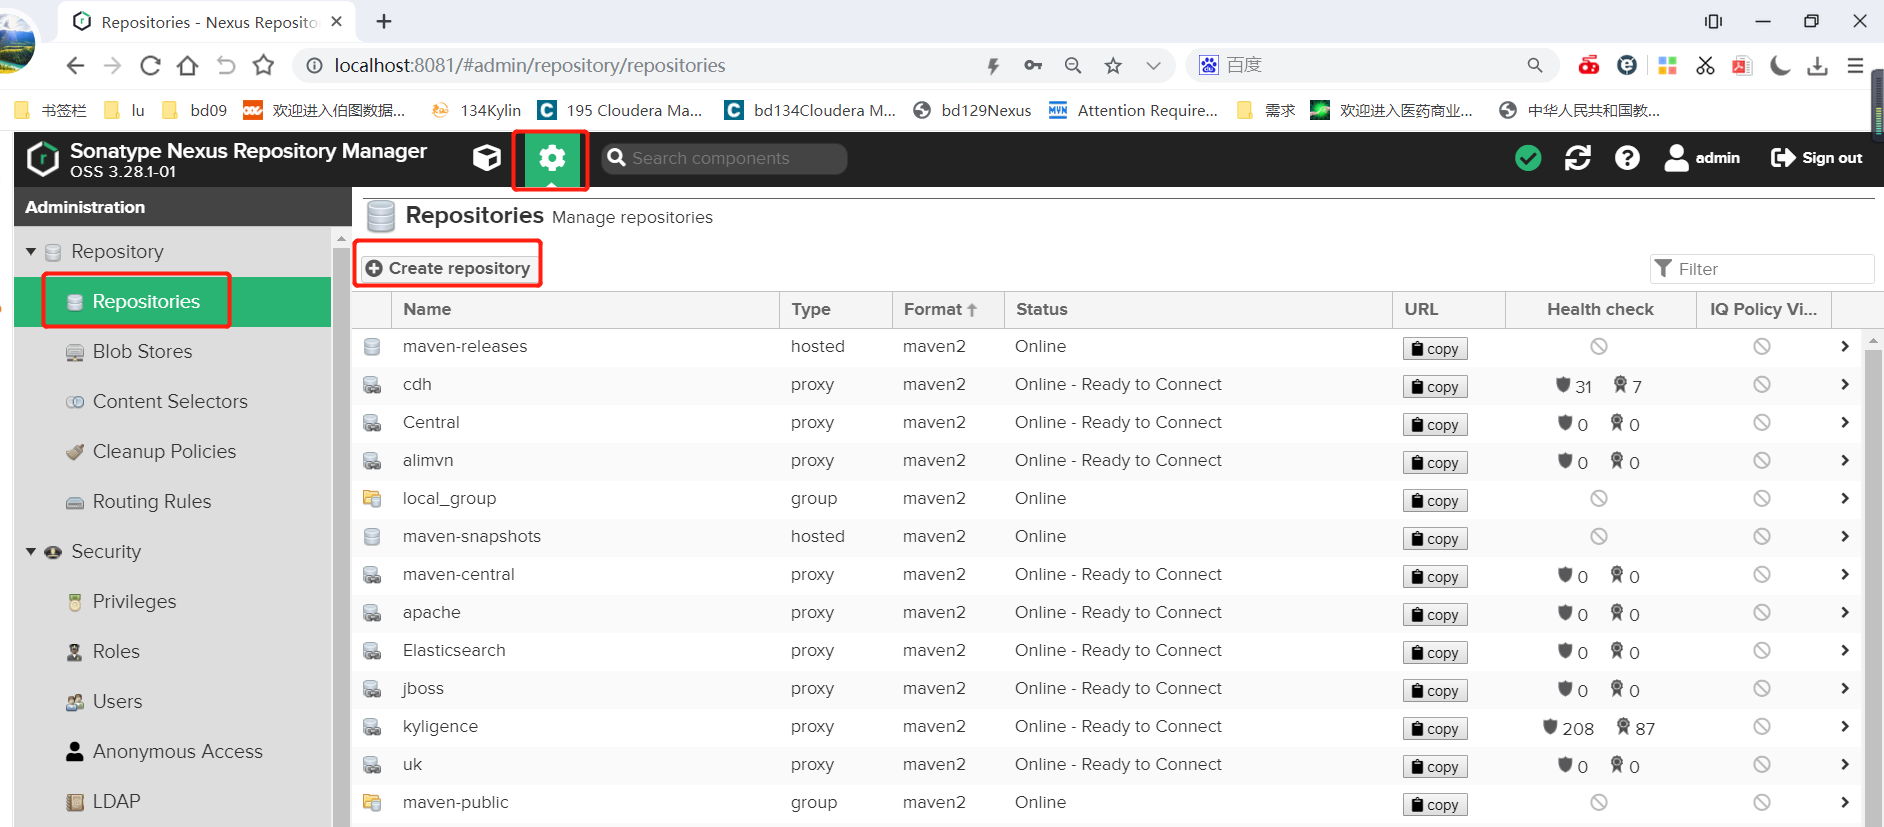 Repositories - Nexus Reposito
localhost:8081/#admin/repository/repositories
百度
书签栏 lu bd09 欢迎进入伯图数据... 134Kylin 195 Cloudera Ma... bd134Cloudera M... bd129Nexus Attention Require... 需求 欢迎进入医药商业... 中华人民共和国教...
Sonatype Nexus Repository Manager
OSS 3.28.1-01
Search components
admin Sign out
Administration
Repository
Repositories
Blob Stores
Content Selectors
Cleanup Policies
Routing Rules
Security
Privileges
Roles
Users
Anonymous Access
LDAP
Repositories Manage repositories
Create repository
Filter
Name Type Format Status URL Health check IQ Policy Vi...
maven-releases hosted maven2 Online copy
cdh proxy maven2 Online - Ready to Connect copy 31 7
Central proxy maven2 Online - Ready to Connect copy 0 0
alimvn proxy maven2 Online - Ready to Connect copy 0 0
local_group group maven2 Online copy
maven-snapshots hosted maven2 Online copy
maven-central proxy maven2 Online - Ready to Connect copy 0 0
apache proxy maven2 Online - Ready to Connect copy 0 0
Elasticsearch proxy maven2 Online - Ready to Connect copy 0 0
jboss proxy maven2 Online - Ready to Connect copy 0 0
kyligence proxy maven2 Online - Ready to Connect copy 208 87
uk proxy maven2 Online - Ready to Connect copy 0 0
maven-public group maven2 Online copy